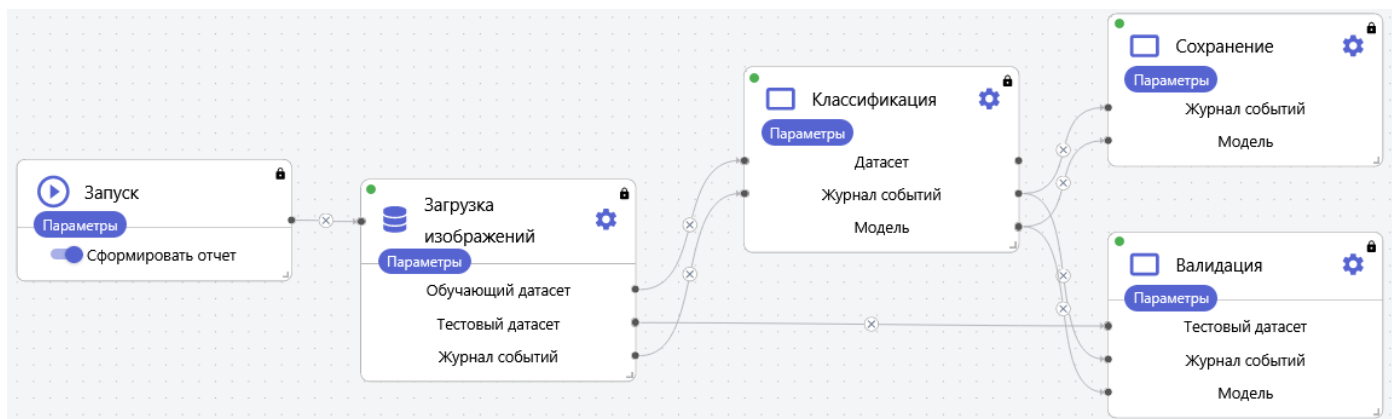 Запуск
Параметры
Сформировать отчет
Загрузка
изображений
Параметры
Обучающий датасет
Тестовый датасет
Журнал событий
Классификация
Параметры
Датасет
Журнал событий
Модель
Сохранение
Параметры
Журнал событий
Модель
Валидация
Параметры
Тестовый датасет
Журнал событий
Модель